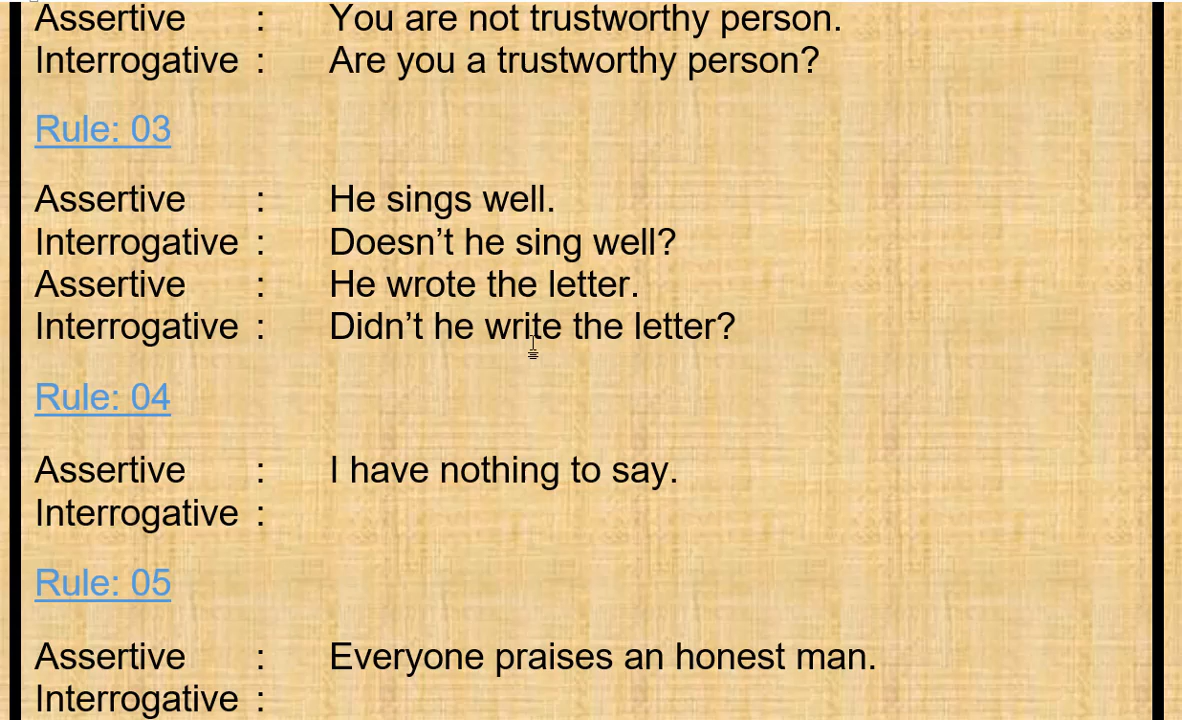 Assertive : You are not trustworthy person.
Interrogative : Are you a trustworthy person?
Rule: 03
Assertive : He sings well.
Interrogative : Doesn’t he sing well?
Assertive : He wrote the letter.
Interrogative : Didn’t he write the letter?
Rule: 04
Assertive : I have nothing to say.
Interrogative :
Rule: 05
Assertive : Everyone praises an honest man.
Interrogative :